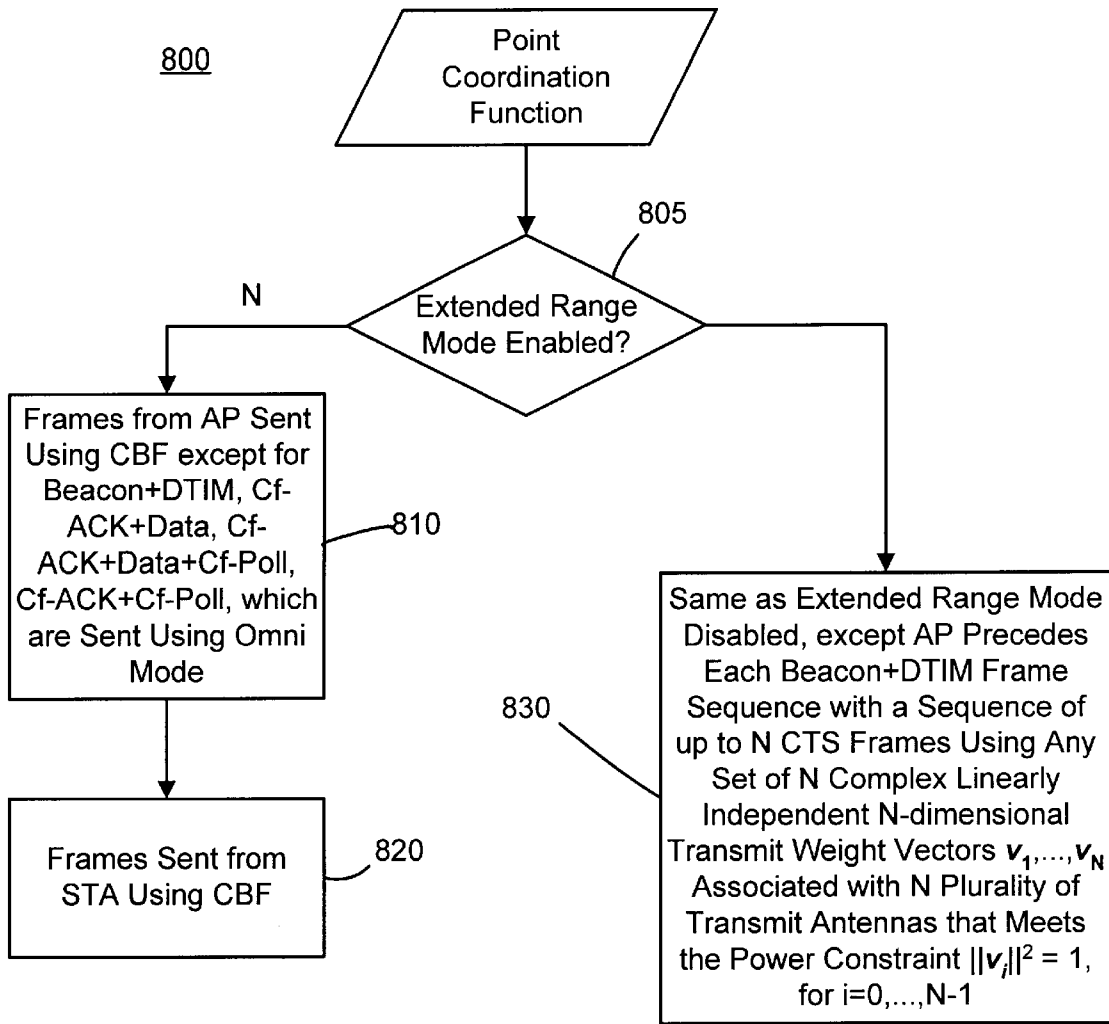 800
Point
Coordination
Function
805
N
Extended Range
Mode Enabled?
Frames from AP Sent
Using CBF except for
Beacon+DTIM, Cf-
ACK+Data, Cf-
ACK+Data+Cf-Poll,
Cf-ACK+Cf-Poll, which
are Sent Using Omni
Mode
810
Frames Sent from
STA Using CBF
820
830
Same as Extended Range Mode
Disabled, except AP Precedes
Each Beacon+DTIM Frame
Sequence with a Sequence of
up to N CTS Frames Using Any
Set of N Complex Linearly
Independent N-dimensional
Transmit Weight Vectors v₁,...,v_N
Associated with N Plurality of
Transmit Antennas that Meets
the Power Constraint ||v_i||² = 1,
for i=0,...,N-1